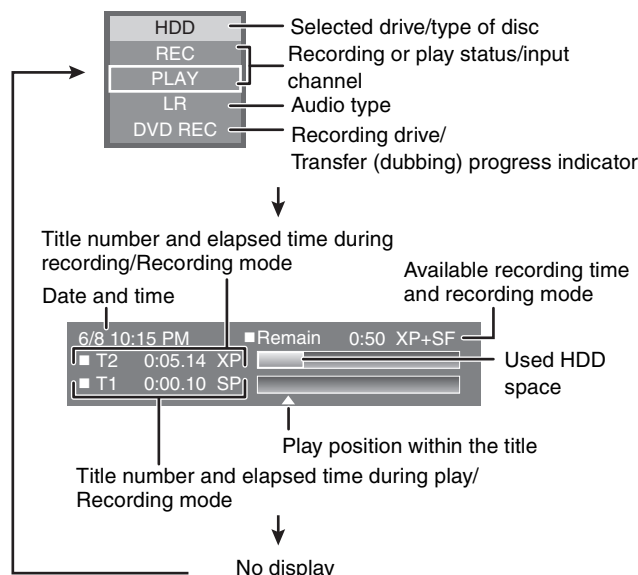 HDD
Selected drive/type of disc
REC
Recording or play status/input
channel
PLAY
LR
Audio type
DVD REC
Recording drive/
Transfer (dubbing) progress indicator
Title number and elapsed time during
recording/Recording mode
Available recording time
and recording mode
Date and time
6/8 10:15 PM
Remain 0:50 XP+SF
T2 0:05.14 XP
Used HDD
space
T1 0:00.10 SP
Play position within the title
Title number and elapsed time during play/
Recording mode
No display